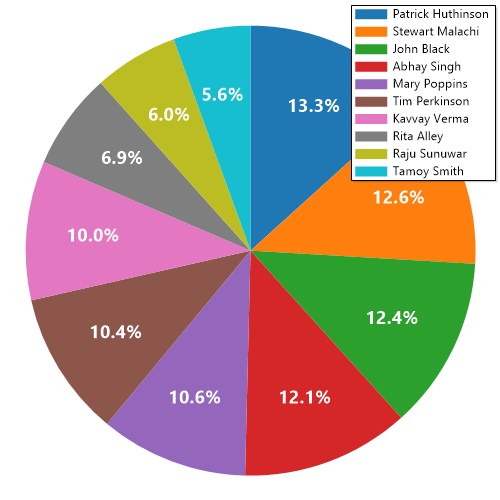 Patrick Huthinson
Stewart Malachi
John Black
Abhay Singh
Mary Poppins
Tim Perkinson
Kavvay Verma
Rita Alley
Raju Sunuwar
Tamoy Smith
5.6%
13.3%
6.0%
6.9%
12.6%
10.0%
12.4%
10.4%
10.6%
12.1%